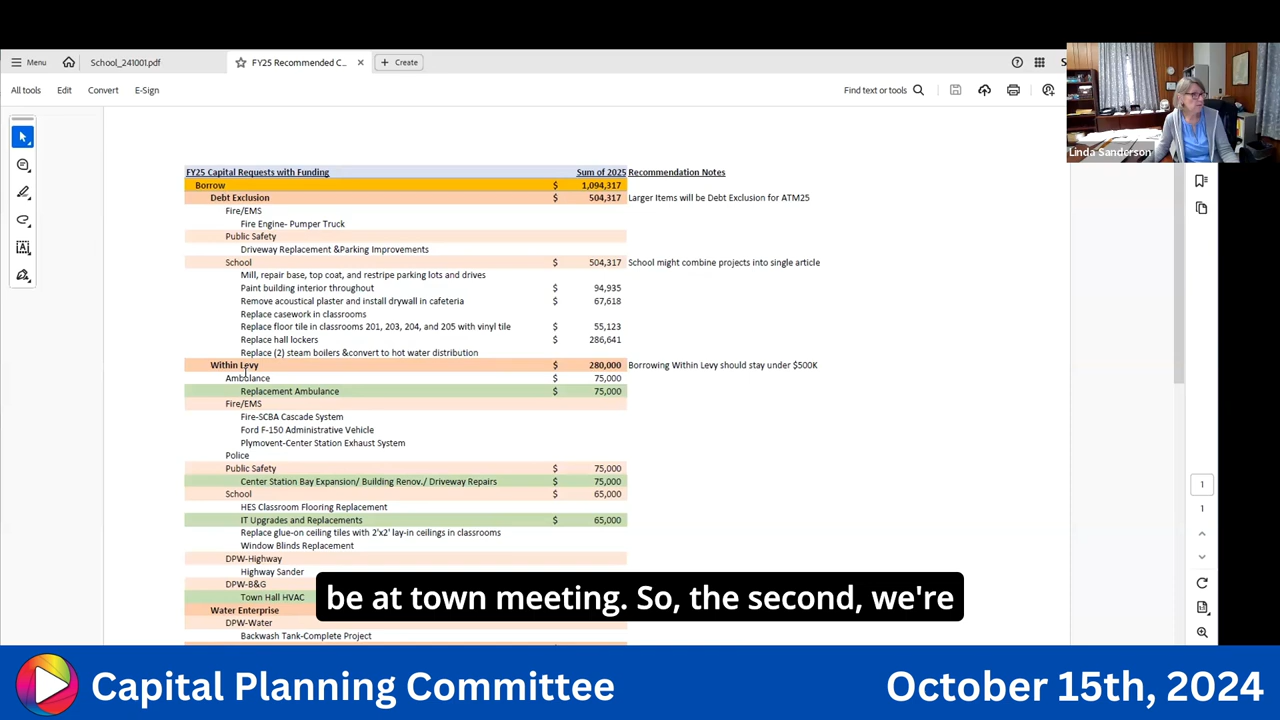 Menu School_241001.pdf FY25 Recommended C... × + Create
All tools Edit Convert E-Sign Find text or tools
Linda Sanderson
FY25 Capital Requests with Funding Sum of 2025 Recommendation Notes
Borrow $ 1,094,317
Debt Exclusion $ 504,317 Larger Items will be Debt Exclusion for ATM25
Fire/EMS
Fire Engine- Pumper Truck
Public Safety
Driveway Replacement &Parking Improvements
School $ 504,317 School might combine projects into single article
Mill, repair base, top coat, and restripe parking lots and drives
Paint building interior throughout $ 94,935
Remove acoustical plaster and install drywall in cafeteria $ 67,618
Replace casework in classrooms
Replace floor tile in classrooms 201, 203, 204, and 205 with vinyl tile $ 55,123
Replace hall lockers $ 286,641
Replace (2) steam boilers &convert to hot water distribution
Within Levy $ 280,000 Borrowing Within Levy should stay under $500K
Ambulance $ 75,000
Replacement Ambulance $ 75,000
Fire/EMS
Fire-SCBA Cascade System
Ford F-150 Administrative Vehicle
Plymovent-Center Station Exhaust System
Police
Public Safety $ 75,000
Center Station Bay Expansion/ Building Renov./ Driveway Repairs $ 75,000
School $ 65,000
HES Classroom Flooring Replacement
IT Upgrades and Replacements $ 65,000
Replace glue-on ceiling tiles with 2'x2' lay-in ceilings in classrooms
Window Blinds Replacement
DPW-Highway
Highway Sander
DPW-B&G
Town Hall HVAC
Water Enterprise
DPW-Water
Backwash Tank-Complete Project
1
1
be at town meeting. So, the second, we're
Capital Planning Committee October 15th, 2024